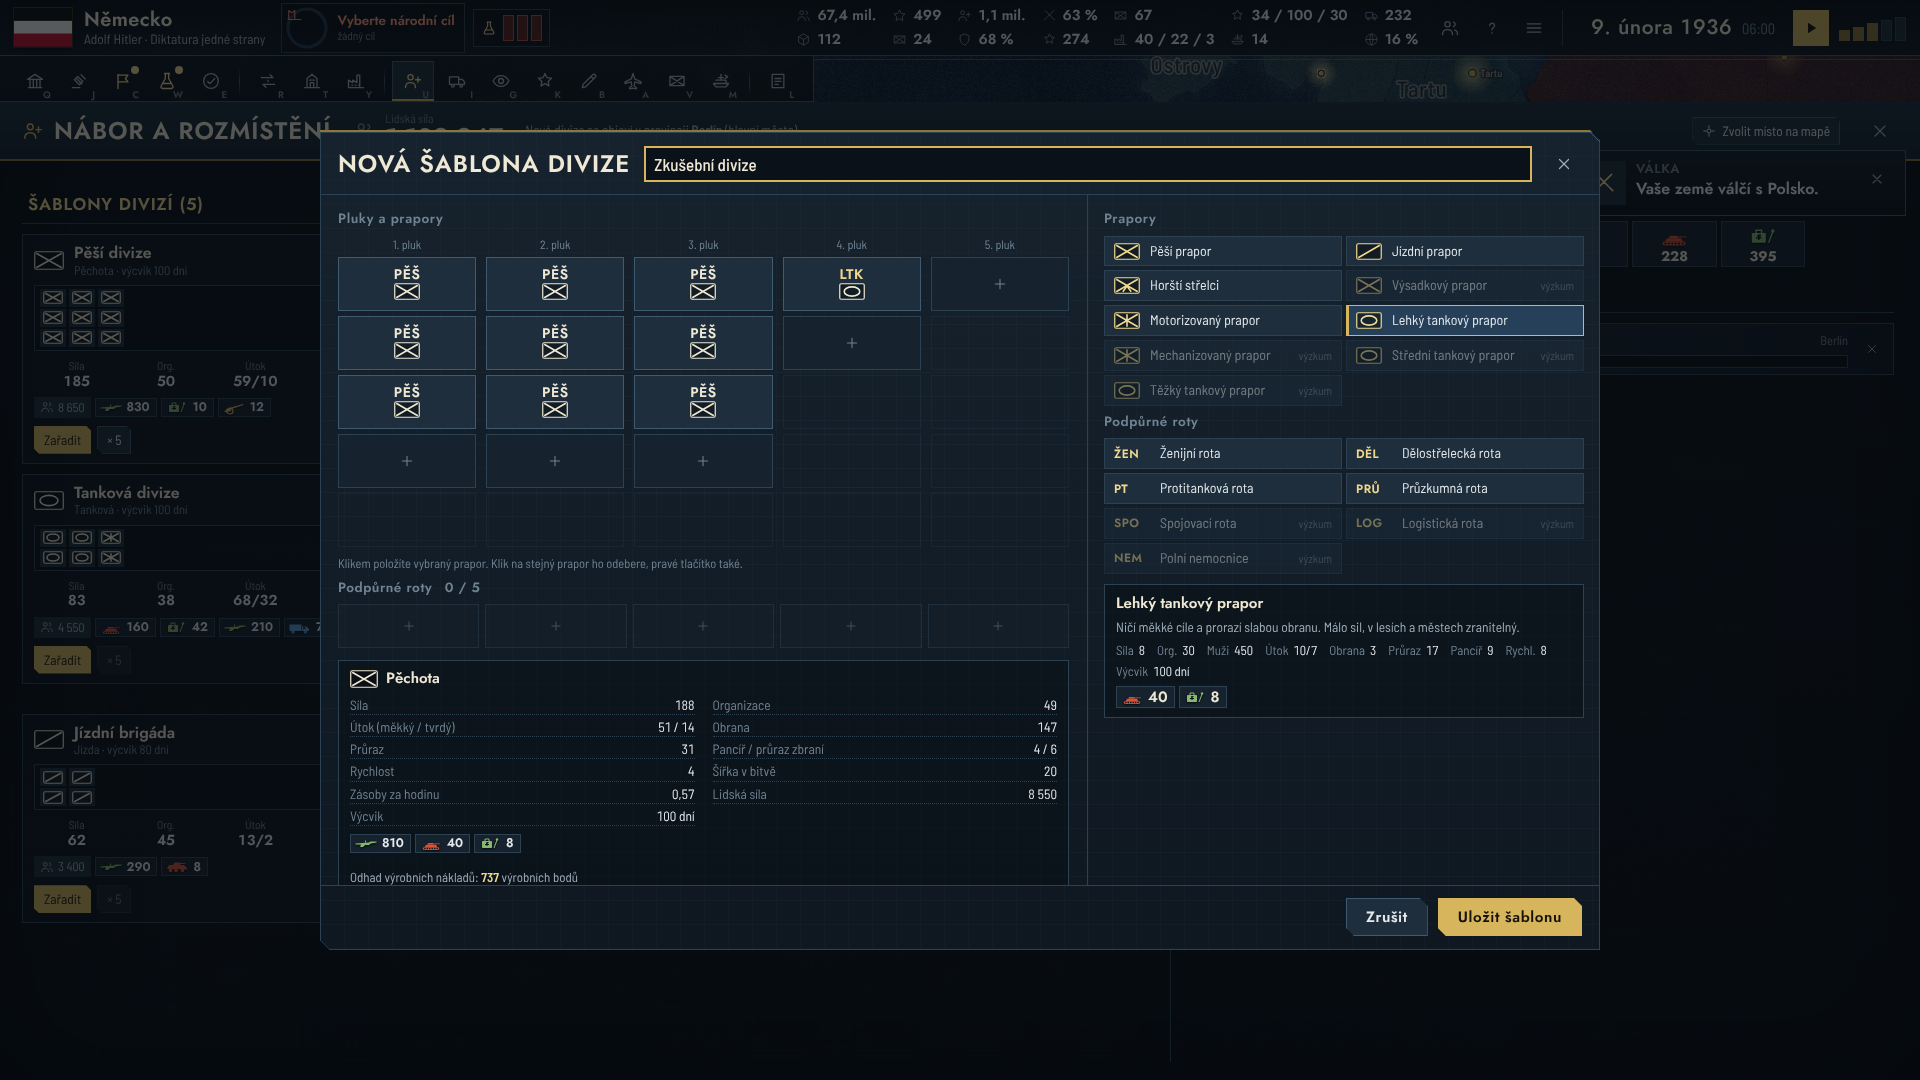 Německo
Adolf Hitler · Diktatura jedné strany
Vyberte národní cíl
žádný cíl
67,4 mil. 499 1,1 mil. 63 % 67 34 / 100 / 30 232
112 24 68 % 274 40 / 22 / 3 14 16 %
?
9. února 1936 06:00
Q J C W E R T Y U I G K B A V M L
Ostrovy
Tartu
Tartu
NÁBOR A ROZMÍSTĚNÍ
Lidská síla
Zvolit místo na mapě
VÁLKA
Vaše země válčí s Polsko.
228 395
Berlín
ŠABLONY DIVIZÍ (5)
Pěší divize
Pěchota · výcvik 100 dní
Síla Org. Útok
185 50 59/10
8 650 830 10 12
Zařadit × 5
Tanková divize
Tanková · výcvik 100 dní
Síla Org. Útok
83 38 68/32
4 550 160 42 210
Zařadit × 5
Jízdní brigáda
Jízda · výcvik 80 dní
Síla Org. Útok
62 45 13/2
3 400 290 8
Zařadit × 5
NOVÁ ŠABLONA DIVIZE
Zkušební divize
Pluky a prapory
1. pluk 2. pluk 3. pluk 4. pluk 5. pluk
PĚŠ PĚŠ PĚŠ LTK +
PĚŠ PĚŠ PĚŠ +
PĚŠ PĚŠ PĚŠ
+ + +
Klikem položíte vybraný prapor. Klik na stejný prapor ho odebere, pravé tlačítko také.
Podpůrné roty 0 / 5
+ + + + +
Pěchota
Síla 188
Útok (měkký / tvrdý) 51 / 14
Průraz 31
Rychlost 4
Zásoby za hodinu 0,57
Výcvik 100 dní
Organizace 49
Obrana 147
Pancíř / průraz zbraní 4 / 6
Šířka v bitvě 20
Lidská síla 8 550
810 40 8
Odhad výrobních nákladů: 737 výrobních bodů
Prapory
Pěší prapor
Jízdní prapor
Horští střelci
Výsadkový prapor výzkum
Motorizovaný prapor
Lehký tankový prapor
Mechanizovaný prapor výzkum
Střední tankový prapor výzkum
Těžký tankový prapor výzkum
Podpůrné roty
ŽEN Ženijní rota
DĚL Dělostřelecká rota
PT Protitanková rota
PRŮ Průzkumná rota
SPO Spojovací rota výzkum
LOG Logistická rota výzkum
NEM Polní nemocnice výzkum
Lehký tankový prapor
Ničí měkké cíle a prorazí slabou obranu. Málo sil, v lesích a městech zranitelný.
Síla 8 Org. 30 Muži 450 Útok 10/7 Obrana 3 Průraz 17 Pancíř 9 Rychl. 8
Výcvik 100 dní
40 8
Zrušit
Uložit šablonu